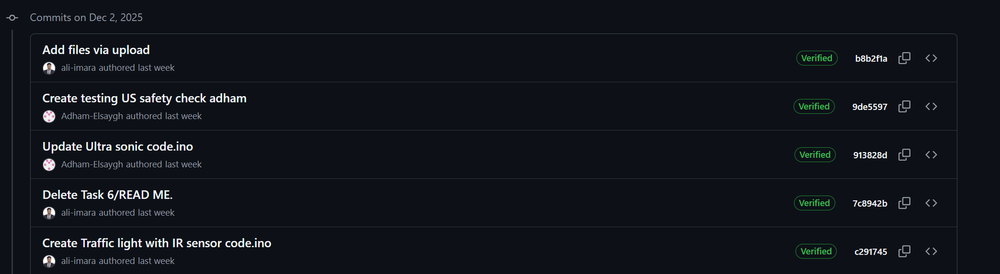 Commits on Dec 2, 2025
Add files via upload
ali-imara authored last week
Verified
b8b2f1a
Create testing US safety check adham
Adham-Elsaygh authored last week
Verified
9de5597
Update Ultra sonic code.ino
Adham-Elsaygh authored last week
Verified
913828d
Delete Task 6/READ ME.
ali-imara authored last week
Verified
7c8942b
Create Traffic light with IR sensor code.ino
ali-imara authored last week
Verified
c291745